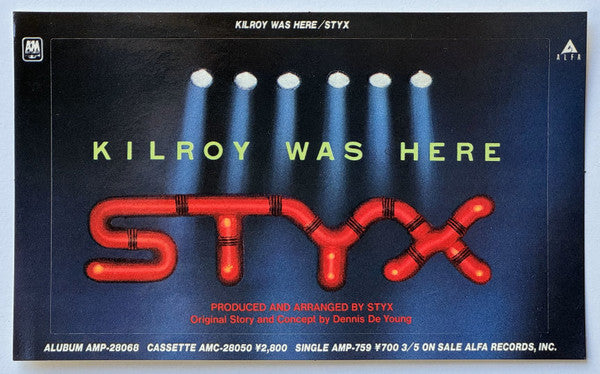 KILROY WAS HERE/STYX
A&M
RECORDS
ALFA
KILROY WAS HERE
STYX
PRODUCED AND ARRANGED BY STYX
Original Story and Concept by Dennis De Young
ALUBUM AMP-28068 CASSETTE AMC-28050 ¥2,800 SINGLE AMP-759 ¥700 3/5 ON SALE ALFA RECORDS, INC.